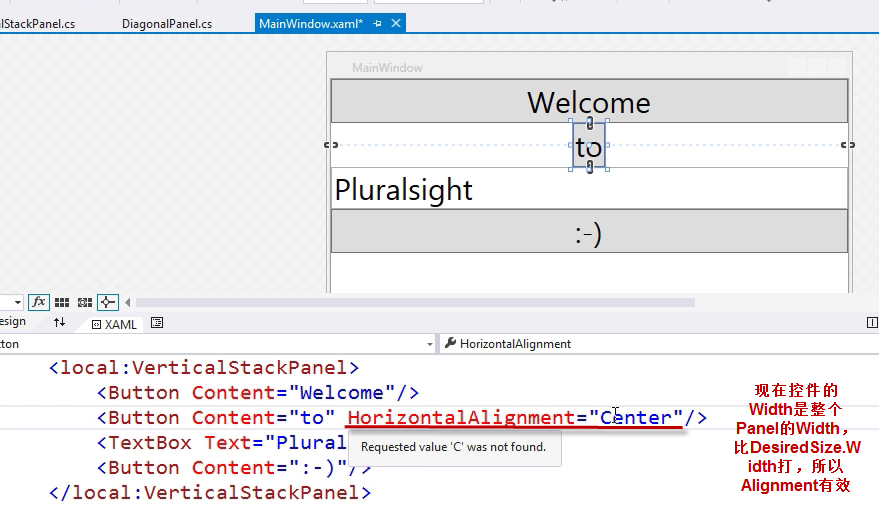 lStackPanel.cs
DiagonalPanel.cs
MainWindow.xaml*
MainWindow
Welcome
to
Pluralsight
:-)
fx
esign
XAML
ton
HorizontalAlignment
<local:VerticalStackPanel>
<Button Content="Welcome"/>
<Button Content="to" HorizontalAlignment="Center"/>
<TextBox Text="Plural
Requested value 'C' was not found.
<Button Content=":-)"/>
</local:VerticalStackPanel>
现在控件的
Width是整个
Panel的Width，
比DesiredSize.W
idth打，所以
Alignment有效